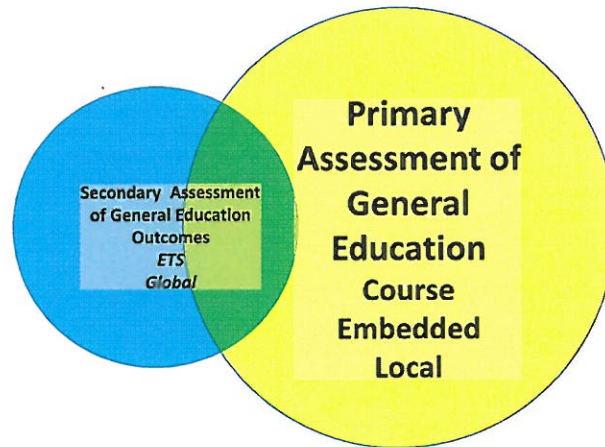 Secondary Assessment
of General Education
Outcomes
ETS
Global
Primary
Assessment of
General
Education
Course
Embedded
Local